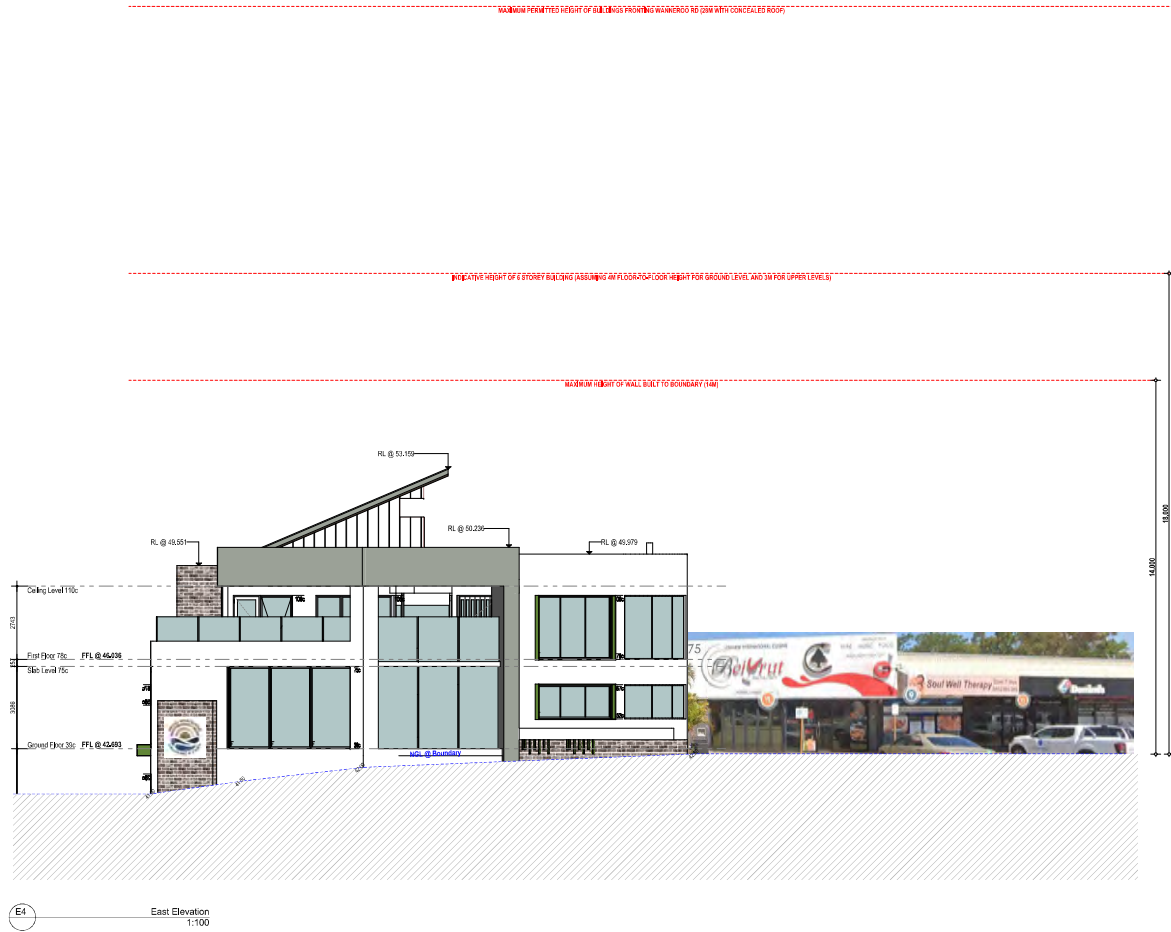 MAXIMUM PERMITTED HEIGHT OF BUILDINGS FRONTING WANNEROO RD (28M WITH CONCEALED ROOF)
INDICATIVE HEIGHT OF 6 STOREY BUILDING (ASSUMING 4M FLOOR-TO-FLOOR HEIGHT FOR GROUND LEVEL AND 3M FOR UPPER LEVELS)
MAXIMUM HEIGHT OF WALL BUILT TO BOUNDARY (14M)
RL @ 53.159
RL @ 50.236
RL @ 49.551
RL @ 49.979
18,000
14,000
Ceiling Level 110c
2743
First Floor 78c FFL @ 46.036
Slab Level 75c
257
3086
Ground Floor 39c FFL @ 42.693
NGL @ Boundary
75
Beirut
Soul Well Therapy
E4
East Elevation
1:100